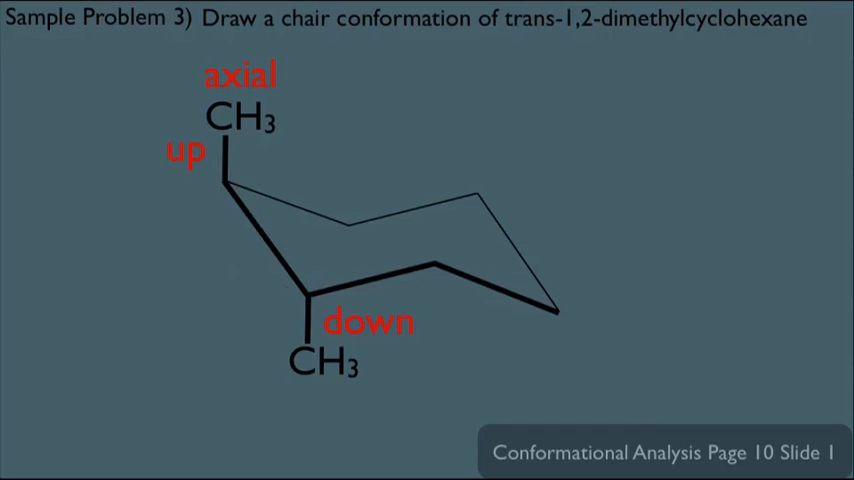 Sample Problem 3) Draw a chair conformation of trans-1,2-dimethylcyclohexane
axial
CH₃
up
down
CH₃
Conformational Analysis Page 10 Slide 1